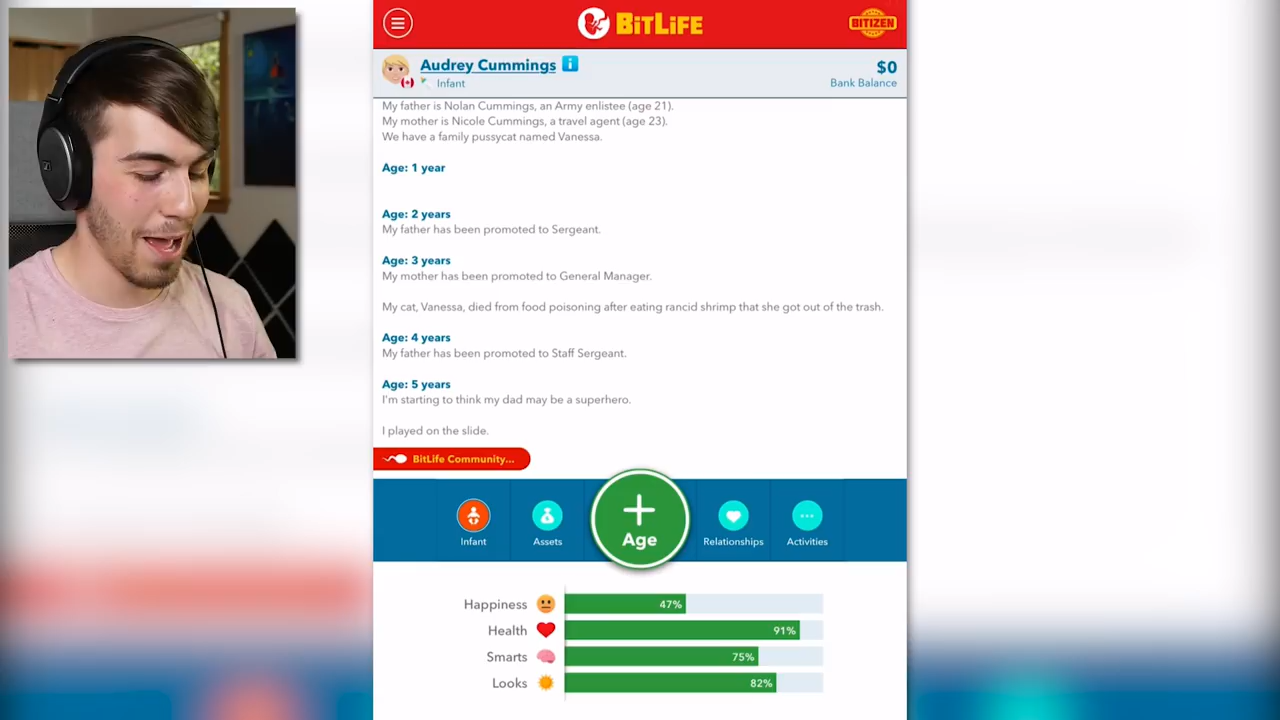 BITLIFE
BITIZEN
Audrey Cummings
Infant
$0
Bank Balance
My father is Nolan Cummings, an Army enlistee (age 21).
My mother is Nicole Cummings, a travel agent (age 23).
We have a family pussycat named Vanessa.
Age: 1 year
Age: 2 years
My father has been promoted to Sergeant.
Age: 3 years
My mother has been promoted to General Manager.
My cat, Vanessa, died from food poisoning after eating rancid shrimp that she got out of the trash.
Age: 4 years
My father has been promoted to Staff Sergeant.
Age: 5 years
I'm starting to think my dad may be a superhero.
I played on the slide.
BitLife Community...
Infant
Assets
Age
Relationships
Activities
Happiness 47%
Health 91%
Smarts 75%
Looks 82%